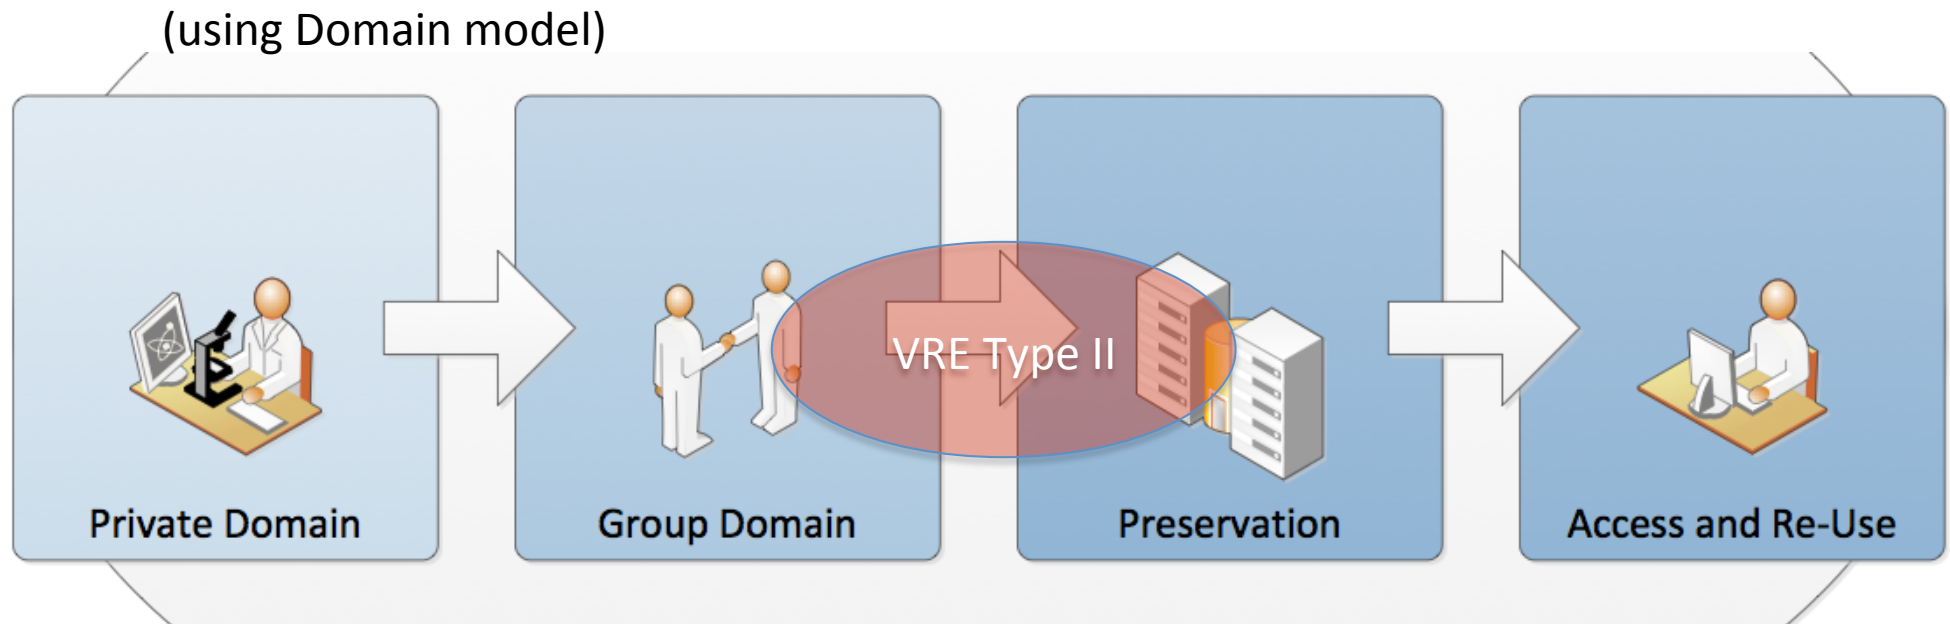 (using Domain model)
VRE Type II
Private Domain
Group Domain
Preservation
Access and Re-Use